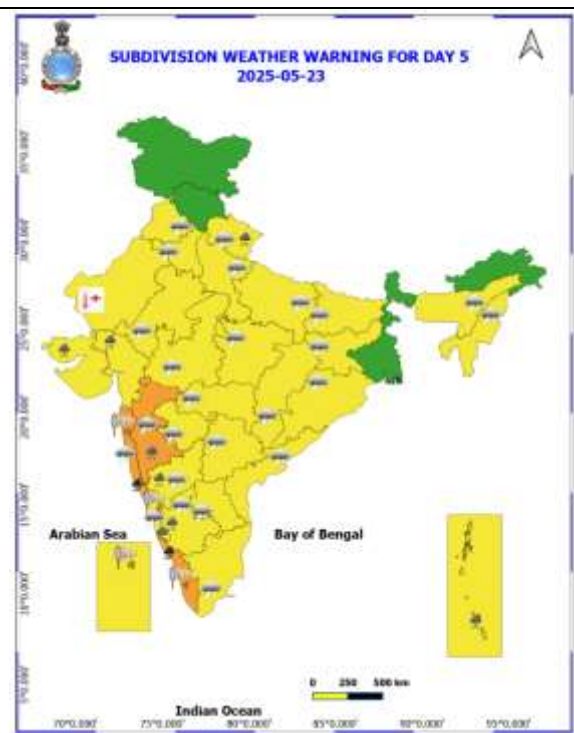 SUBDIVISION WEATHER WARNING FOR DAY 5
2025-05-23
Arabian Sea
Bay of Bengal
0 250 500 km
Indian Ocean
70°0.000' 75°0.000' 80°0.000' 85°0.000' 90°0.000' 95°0.000'